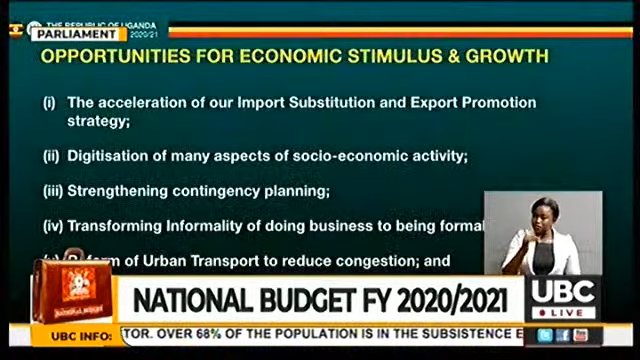 THE REPUBLIC OF UGANDA
PARLIAMENT 2020/21
OPPORTUNITIES FOR ECONOMIC STIMULUS & GROWTH
(i) The acceleration of our Import Substitution and Export Promotion
strategy;
(ii) Digitisation of many aspects of socio-economic activity;
(iii) Strengthening contingency planning;
(iv) Transforming Informality of doing business to being formal
of Urban Transport to reduce congestion; and
NATIONAL BUDGET FY 2020/2021
NATIONAL BUDGET
UBC
LIVE
UBC INFO: TOR. OVER 68% OF THE POPULATION IS IN THE SUBSISTENCE E